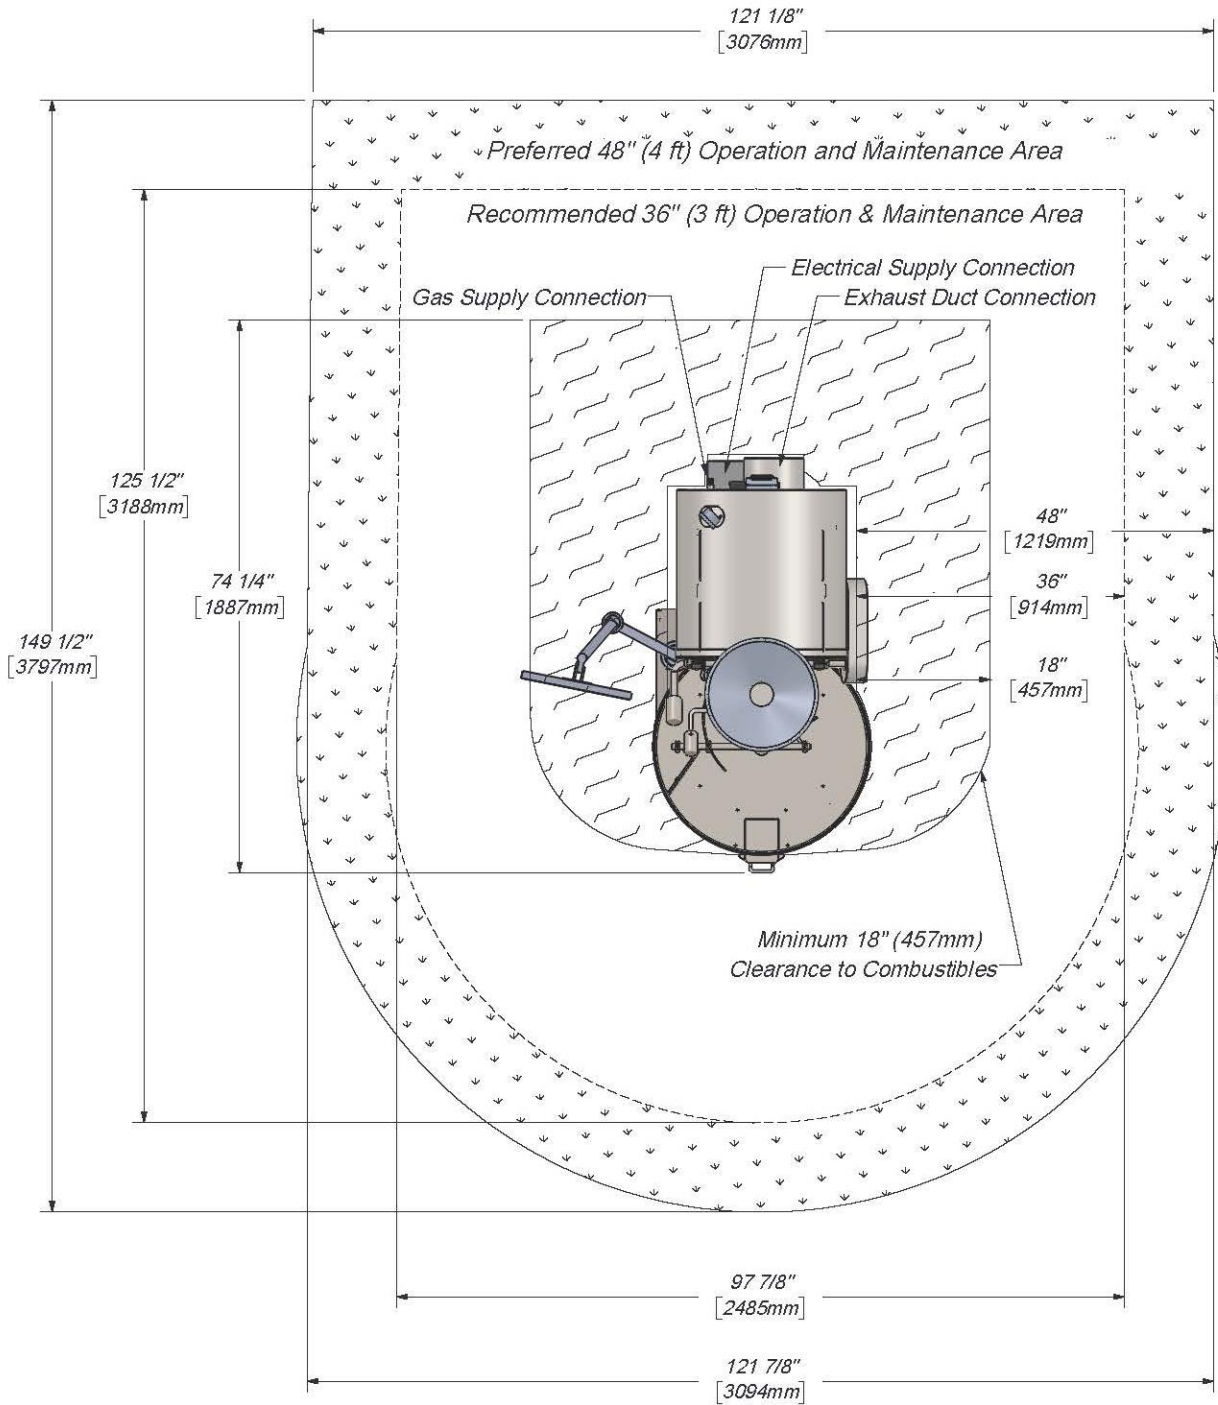 121 1/8"
[3076mm]
Preferred 48" (4 ft) Operation and Maintenance Area
Recommended 36" (3 ft) Operation & Maintenance Area
Electrical Supply Connection
Gas Supply Connection
Exhaust Duct Connection
125 1/2"
[3188mm]
48"
[1219mm]
74 1/4"
[1887mm]
36"
[914mm]
149 1/2"
[3797mm]
18"
[457mm]
Minimum 18" (457mm)
Clearance to Combustibles
97 7/8"
[2485mm]
121 7/8"
[3094mm]